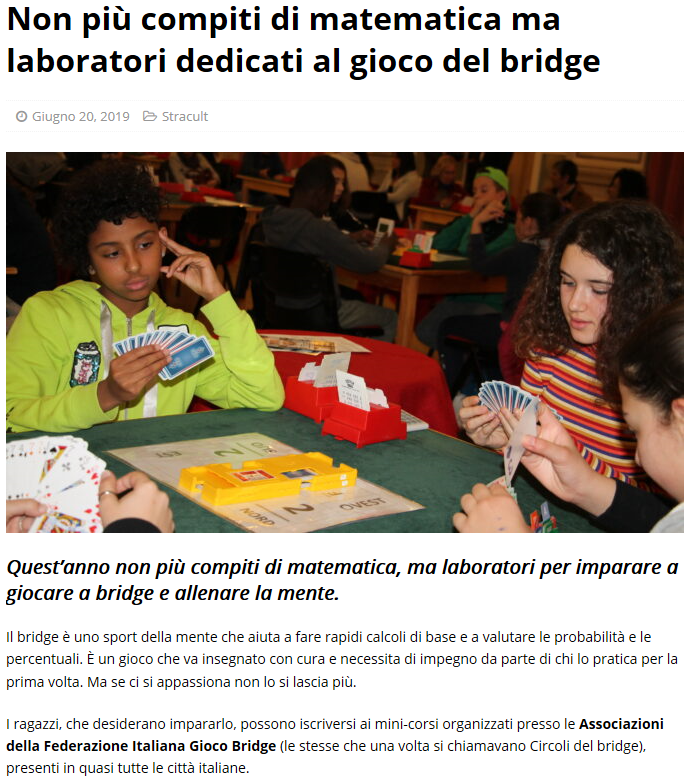 Non più compiti di matematica ma
laboratori dedicati al gioco del bridge
Giugno 20, 2019 Stracult
2
NORD
2
OVEST
Quest’anno non più compiti di matematica, ma laboratori per imparare a
giocare a bridge e allenare la mente.
Il bridge è uno sport della mente che aiuta a fare rapidi calcoli di base e a valutare le probabilità e le
percentuali. È un gioco che va insegnato con cura e necessita di impegno da parte di chi lo pratica per la
prima volta. Ma se ci si appassiona non lo si lascia più.
I ragazzi, che desiderano impararlo, possono iscriversi ai mini-corsi organizzati presso le Associazioni
della Federazione Italiana Gioco Bridge (le stesse che una volta si chiamavano Circoli del bridge),
presenti in quasi tutte le città italiane.